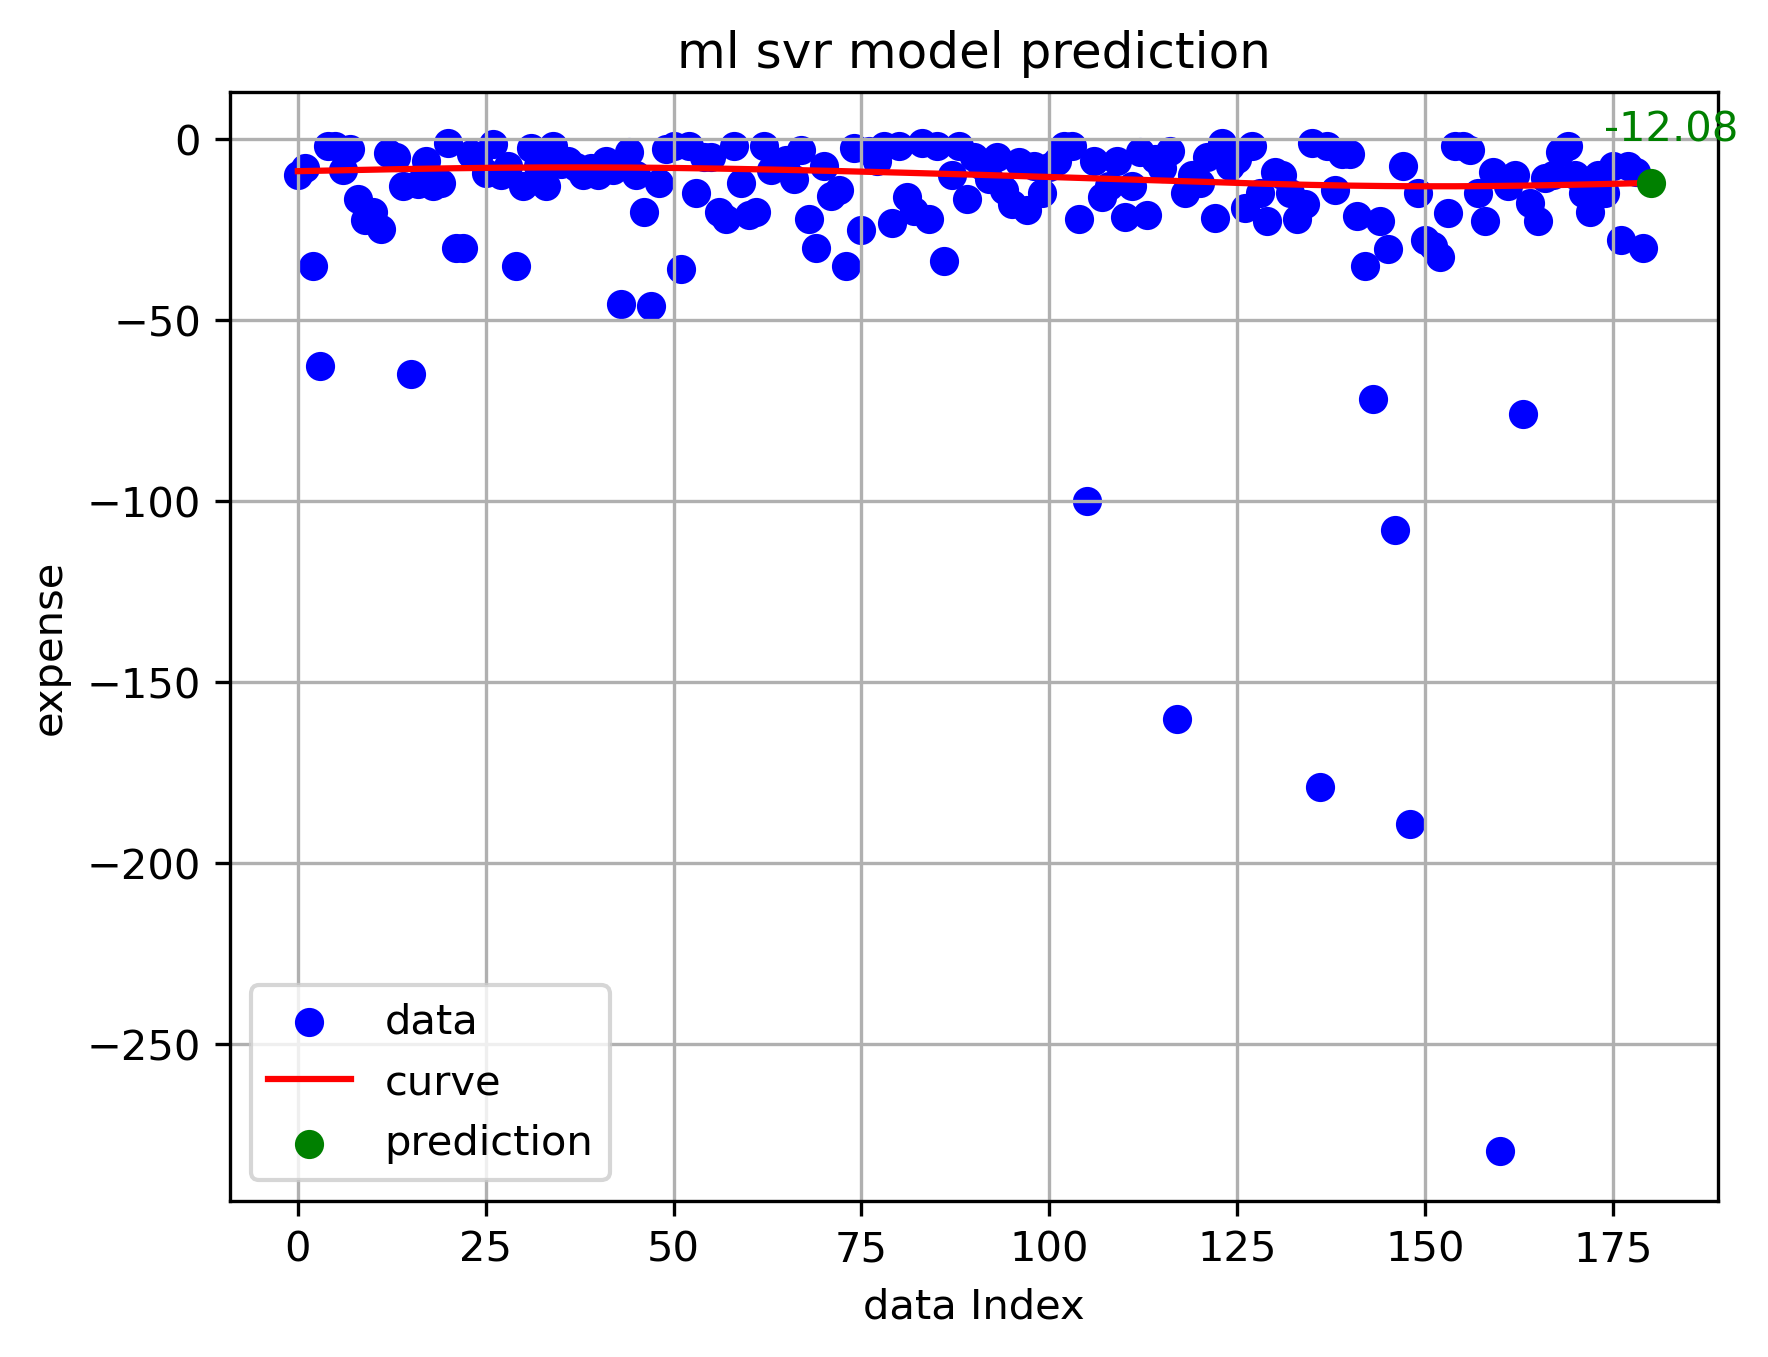 ml svr model prediction
-12.08
0
−50
−100
−150
−200
−250
expense
data
curve
prediction
0 25 50 75 100 125 150 175
data Index